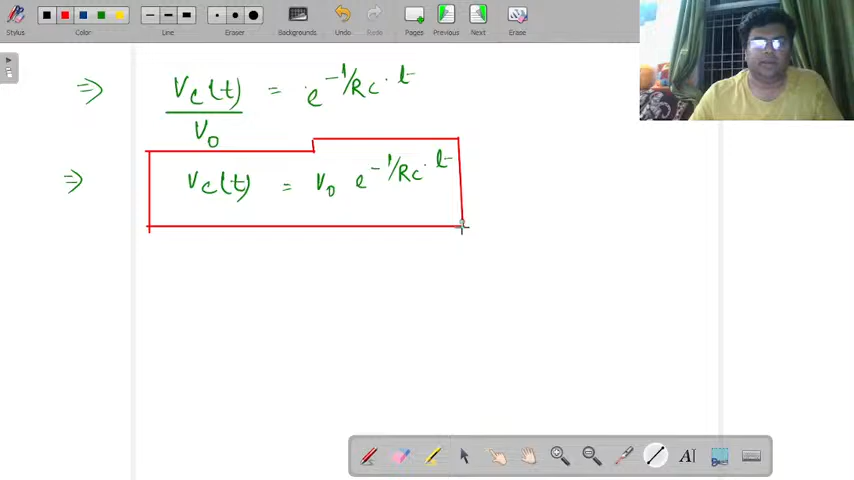 Stylus Color Line Eraser Backgrounds Undo Redo Pages Previous Next Erase
⇒ Vc(t)/V0 = e^{-1/RC · t}
⇒ Vc(t) = V0 e^{-1/RC · t}
AI